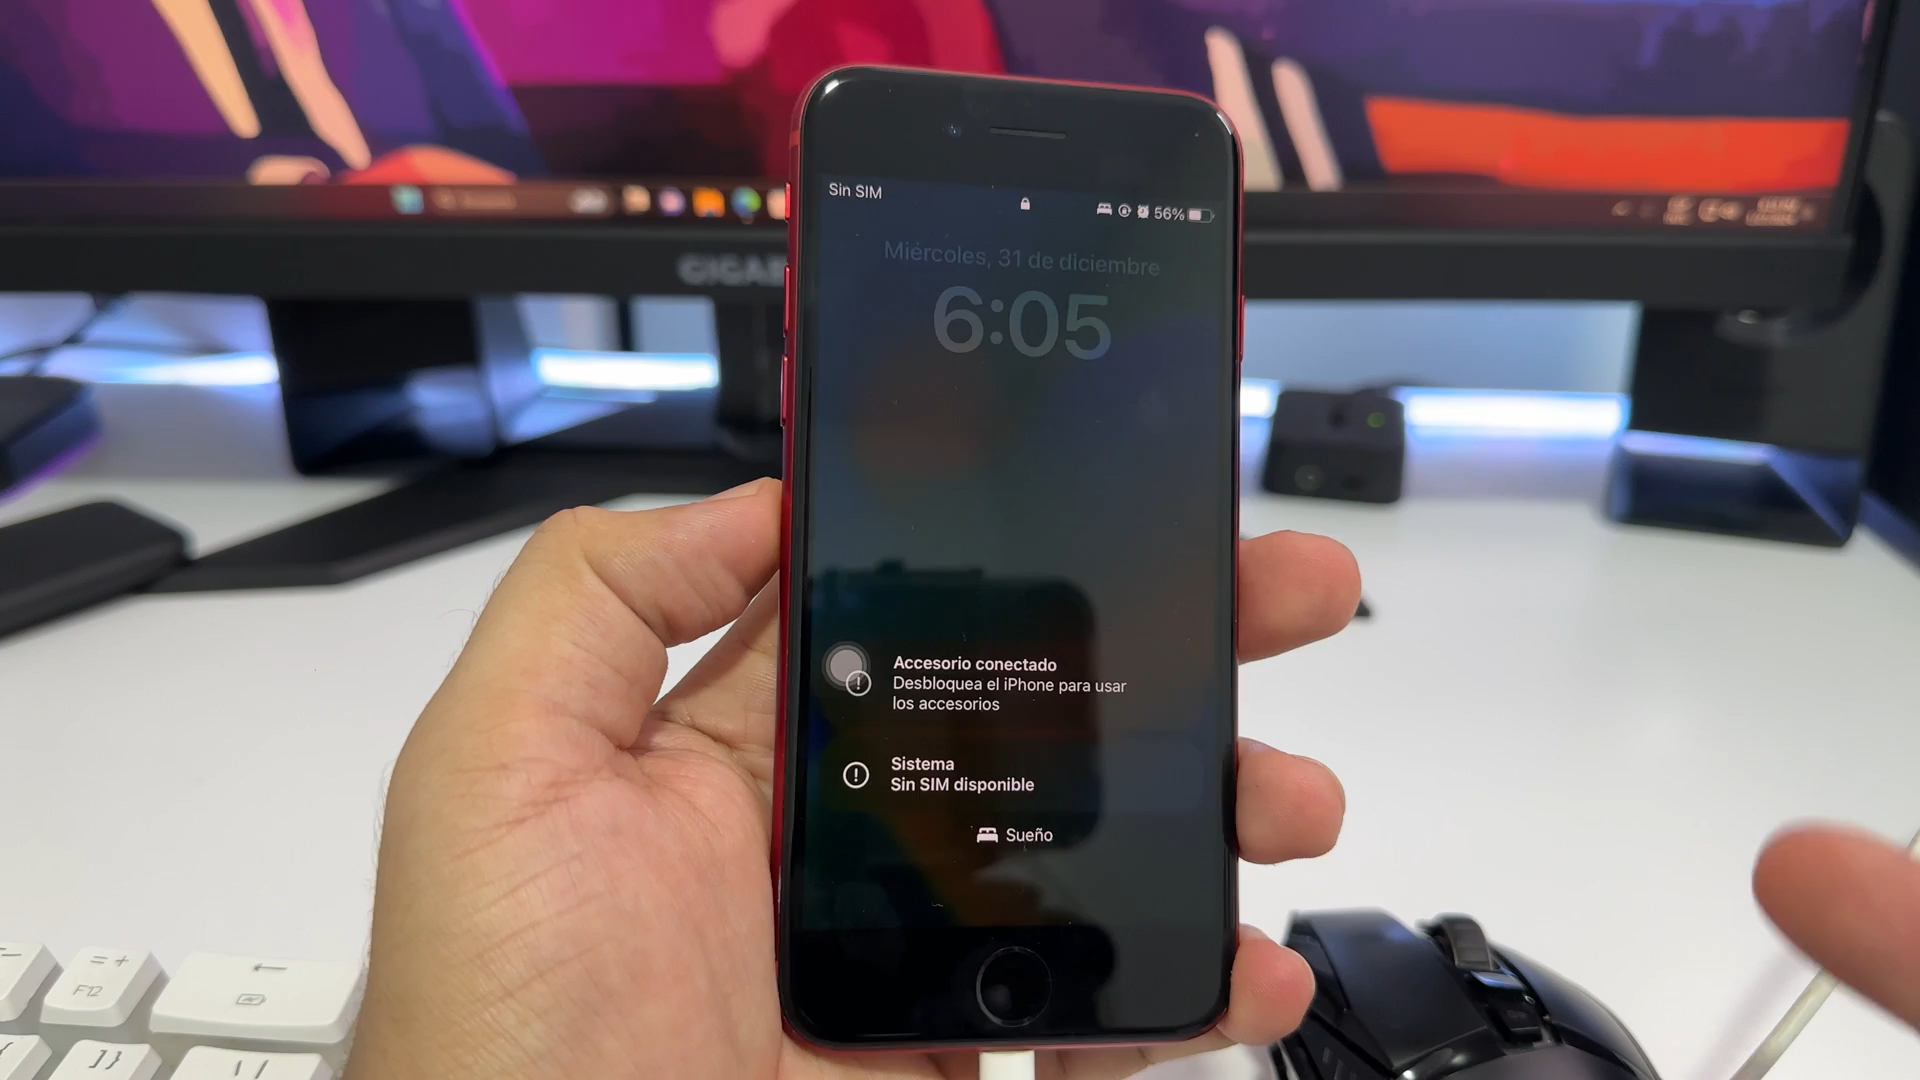 Sin SIM
56%
Miércoles, 31 de diciembre
6:05
Accesorio conectado
Desbloquea el iPhone para usar
los accesorios
Sistema
Sin SIM disponible
Sueño
= +
F12
]}